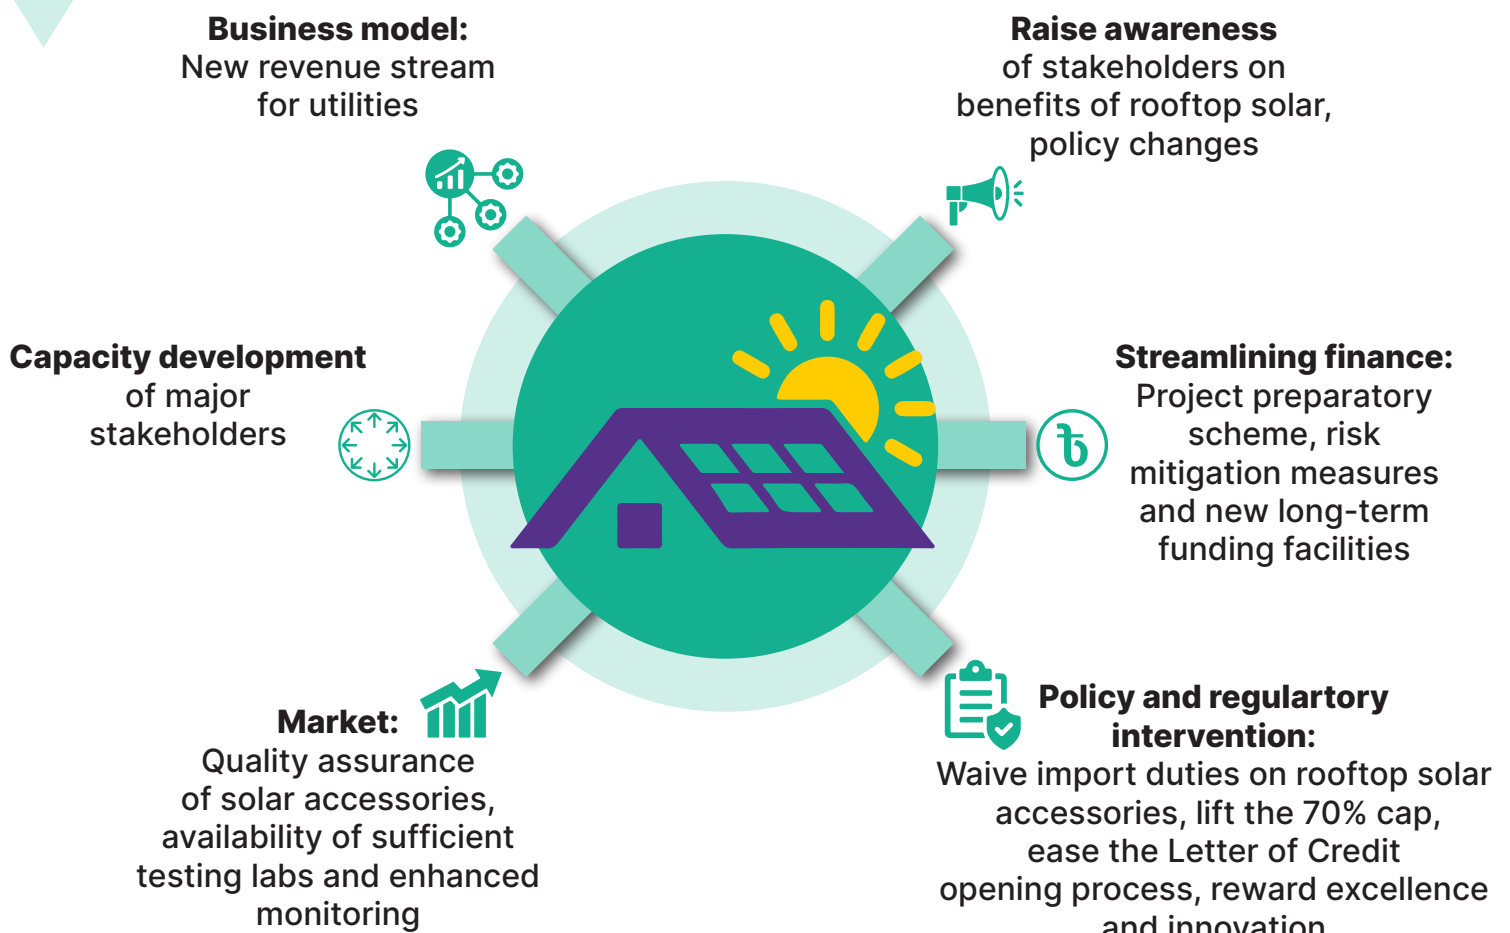 Business model:
New revenue stream
for utilities
Raise awareness
of stakeholders on
benefits of rooftop solar,
policy changes
Capacity development
of major
stakeholders
Streamlining finance:
Project preparatory
scheme, risk
mitigation measures
and new long-term
funding facilities
৳
Market:
Quality assurance
of solar accessories,
availability of sufficient
testing labs and enhanced
monitoring
Policy and regulartory
intervention:
Waive import duties on rooftop solar
accessories, lift the 70% cap,
ease the Letter of Credit
opening process, reward excellence
and innovation